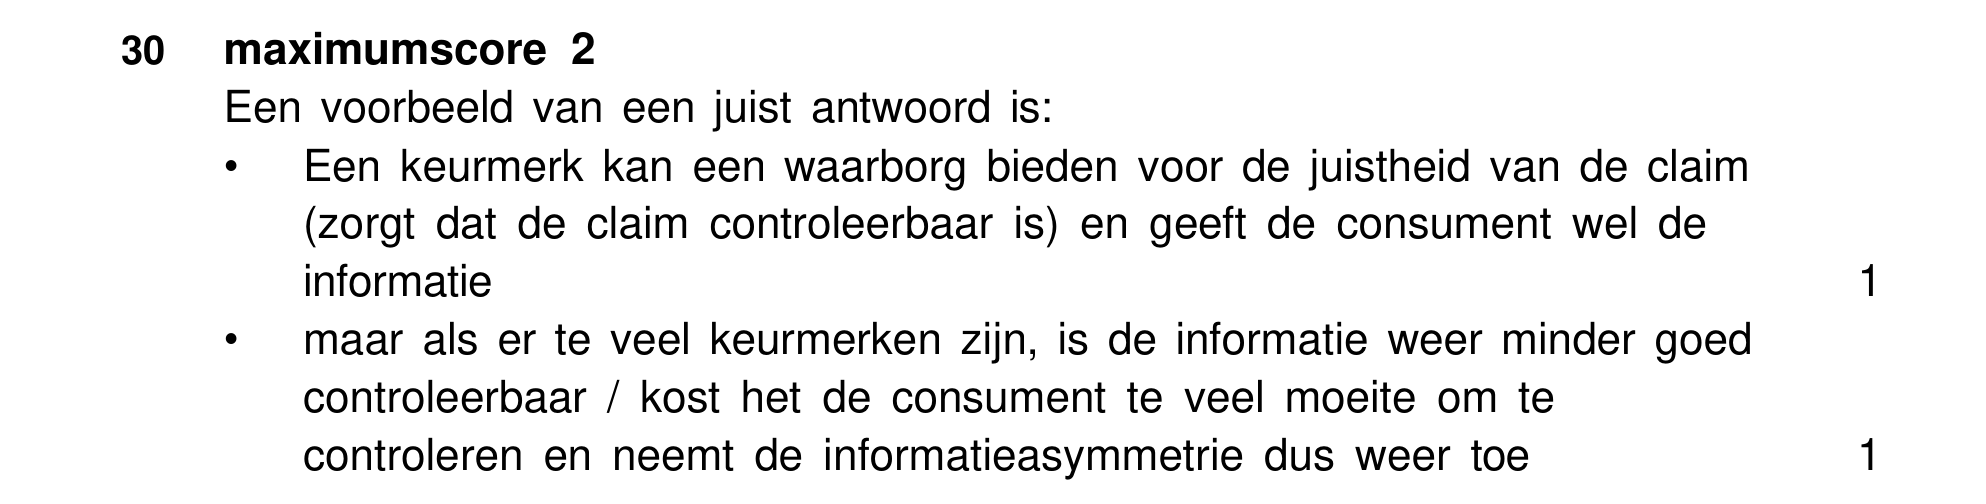 30 maximumscore 2
Een voorbeeld van een juist antwoord is:
• Een keurmerk kan een waarborg bieden voor de juistheid van de claim
(zorgt dat de claim controleerbaar is) en geeft de consument wel de
informatie 1
• maar als er te veel keurmerken zijn, is de informatie weer minder goed
controleerbaar / kost het de consument te veel moeite om te
controleren en neemt de informatieasymmetrie dus weer toe 1